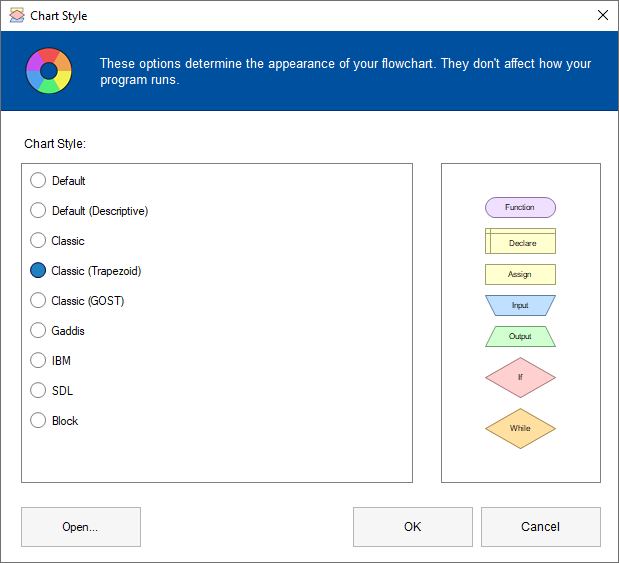 Chart Style
These options determine the appearance of your flowchart. They don't affect how your
program runs.
Chart Style:
Default
Default (Descriptive)
Classic
Classic (Trapezoid)
Classic (GOST)
Gaddis
IBM
SDL
Block
Function
Declare
Assign
Input
Output
If
While
Open...
OK
Cancel